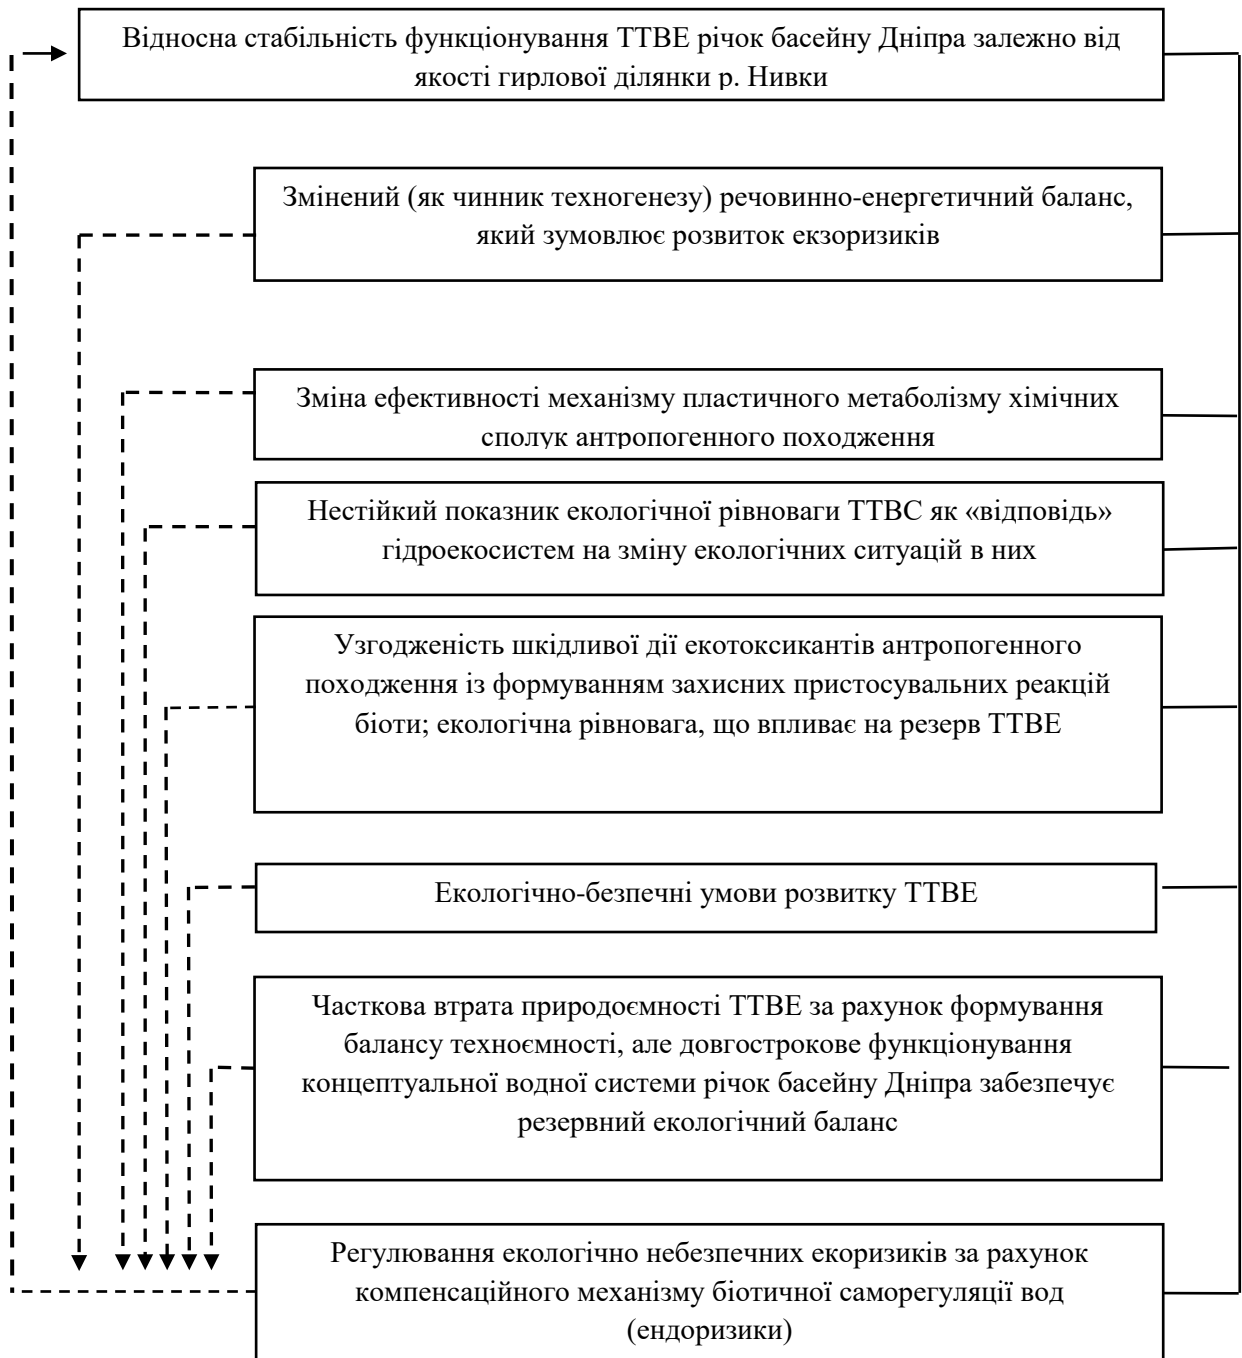 Відносна стабільність функціонування ТТВЕ річок басейну Дніпра залежно від
якості гирлової ділянки р. Нивки
Змінений (як чинник техногенезу) речовинно-енергетичний баланс,
який зумовлює розвиток екзоризиків
Зміна ефективності механізму пластичного метаболізму хімічних
сполук антропогенного походження
Нестійкий показник екологічної рівноваги ТТВС як «відповідь»
гідроекосистем на зміну екологічних ситуацій в них
Узгодженість шкідливої дії екотоксикантів антропогенного
походження із формуванням захисних пристосувальних реакцій
біоти; екологічна рівновага, що впливає на резерв ТТВЕ
Екологічно-безпечні умови розвитку ТТВЕ
Часткова втрата природоємності ТТВЕ за рахунок формування
балансу техноємності, але довгострокове функціонування
концептуальної водної системи річок басейну Дніпра забезпечує
резервний екологічний баланс
Регулювання екологічно небезпечних екоризиків за рахунок
компенсаційного механізму біотичної саморегуляції вод
(ендоризики)